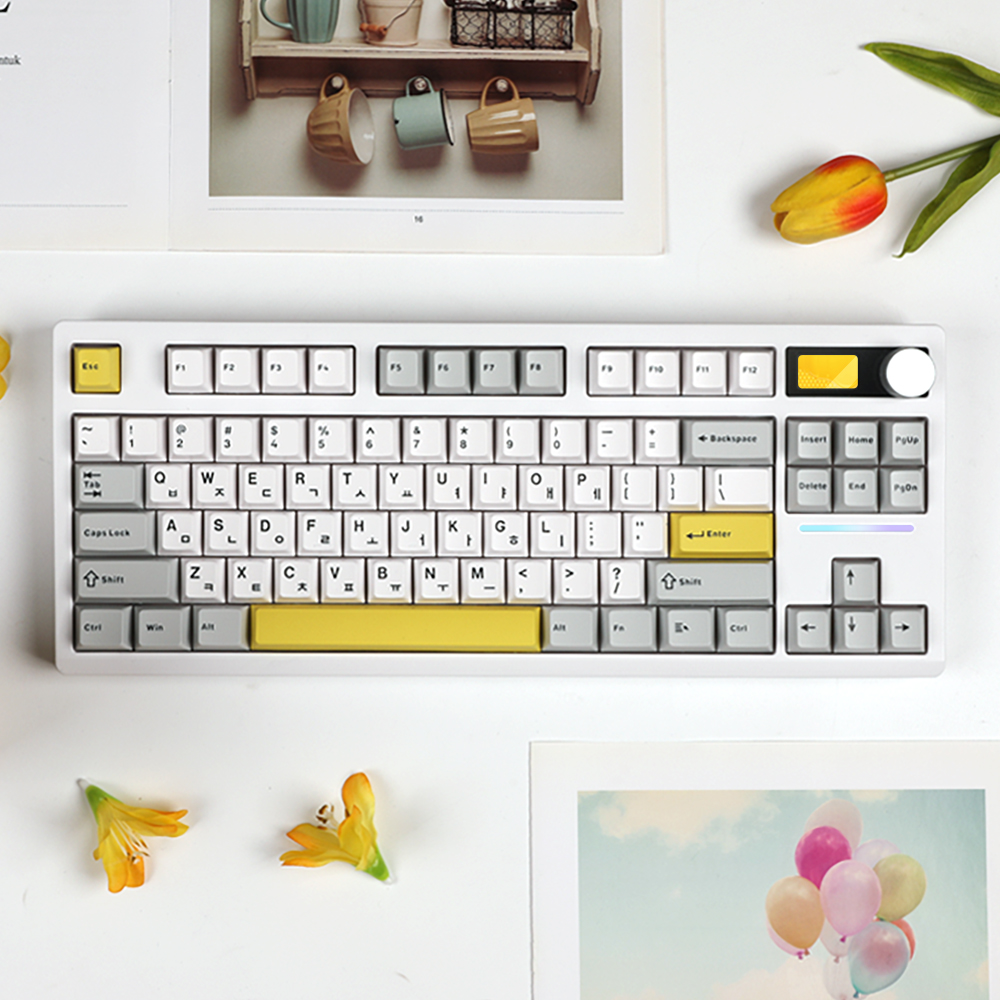 ntuk
16
Esc F1 F2 F3 F4 F5 F6 F7 F8 F9 F10 F11 F12
~ ` ! 1 @ 2 # 3 $ 4 % 5 ^ 6 & 7 * 8 ( 9 ) 0 — - + = ← Backspace Insert Home PgUp
Tab Q ㅂ W ㅈ E ㄷ R ㄱ T ㅅ Y ㅛ U ㅕ I ㅑ O ㅐ P ㅔ { [ } ] | \ Delete End PgDn
Caps Lock A ㅁ S ㄴ D ㅇ F ㄹ G ㅎ H ㅗ J ㅓ K ㅏ L ㅣ : ; " ' Enter
Shift Z ㅋ X ㅌ C ㅊ V ㅍ B ㅠ N ㅜ M ㅡ < , > . ? / Shift ↑
Ctrl Win Alt Alt Fn Ctrl ← ↓ →